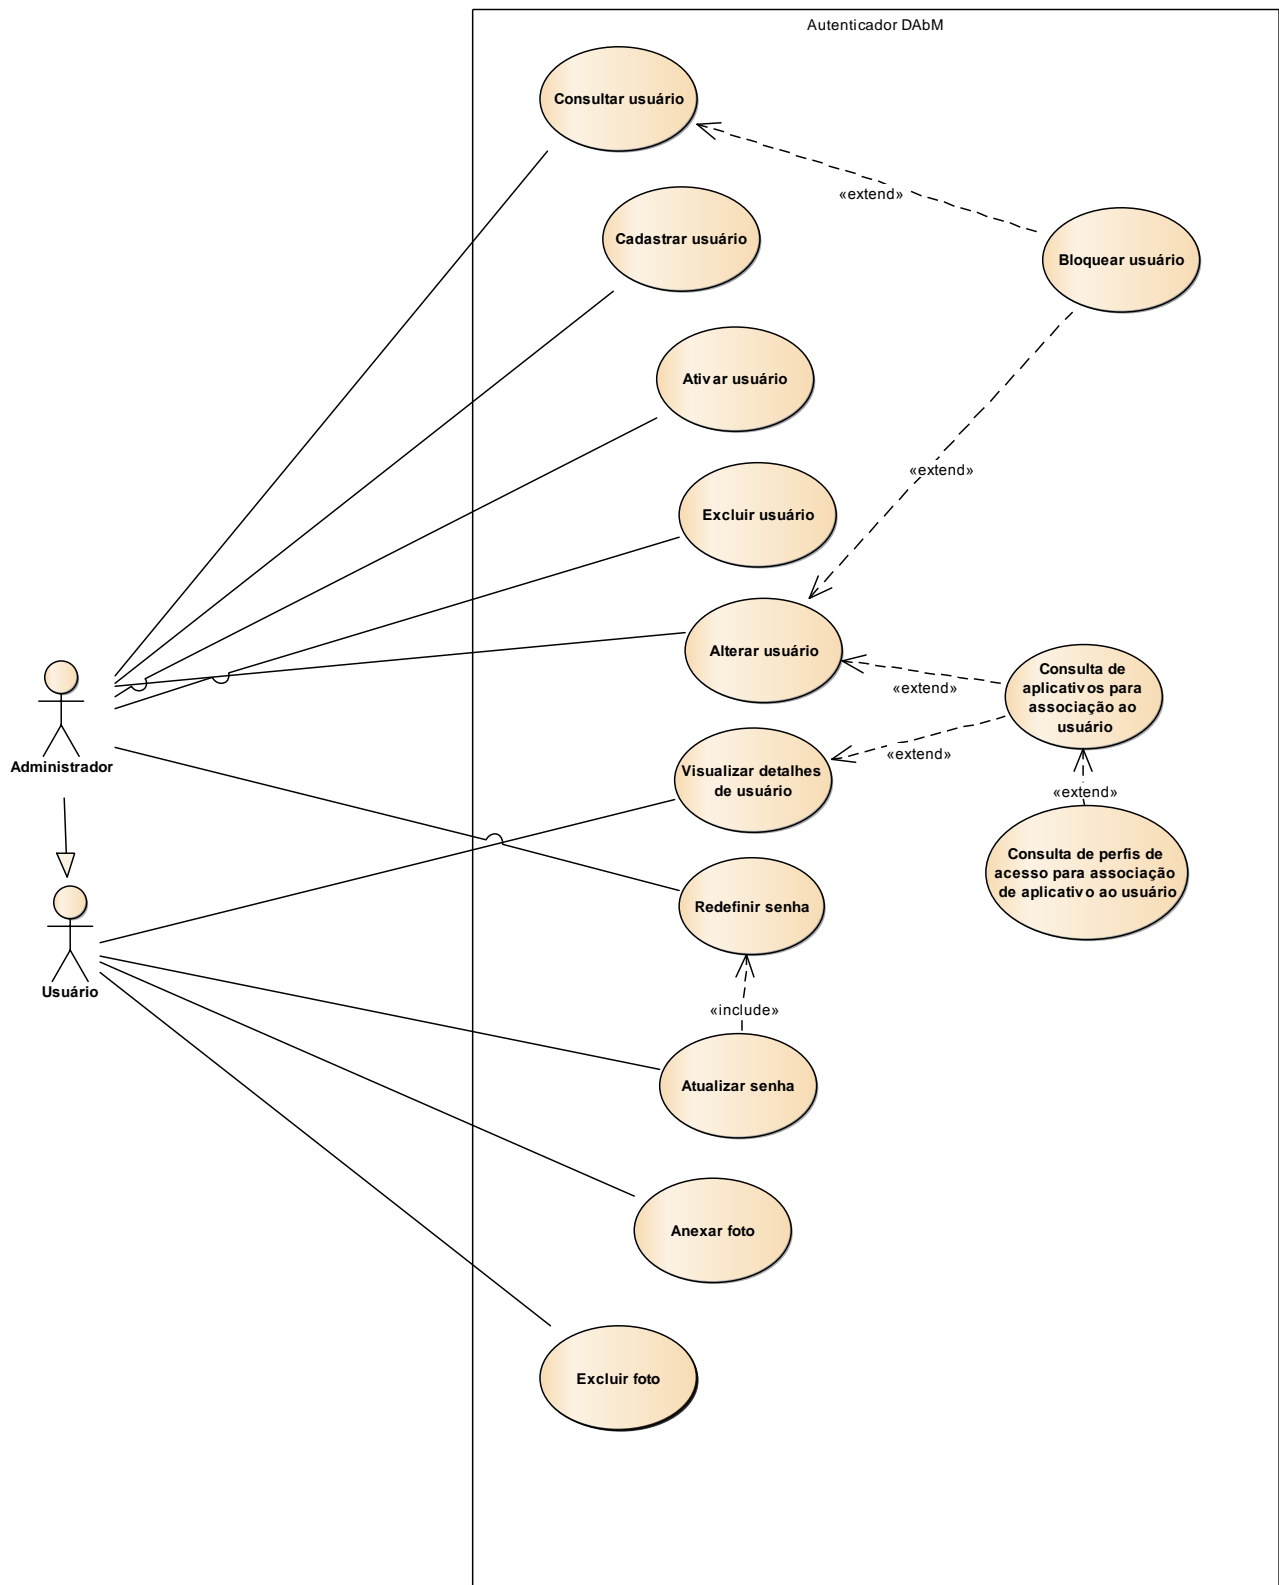 Autenticador DAbM
Consultar usuário
«extend»
Cadastrar usuário
Bloquear usuário
Ativar usuário
«extend»
Excluir usuário
Alterar usuário
Consulta de
aplicativos para
associação ao
usuário
«extend»
«extend»
Administrador
Visualizar detalhes
de usuário
«extend»
Consulta de perfis de
acesso para associação
de aplicativo ao usuário
Redefinir senha
Usuário
«include»
Atualizar senha
Anexar foto
Excluir foto